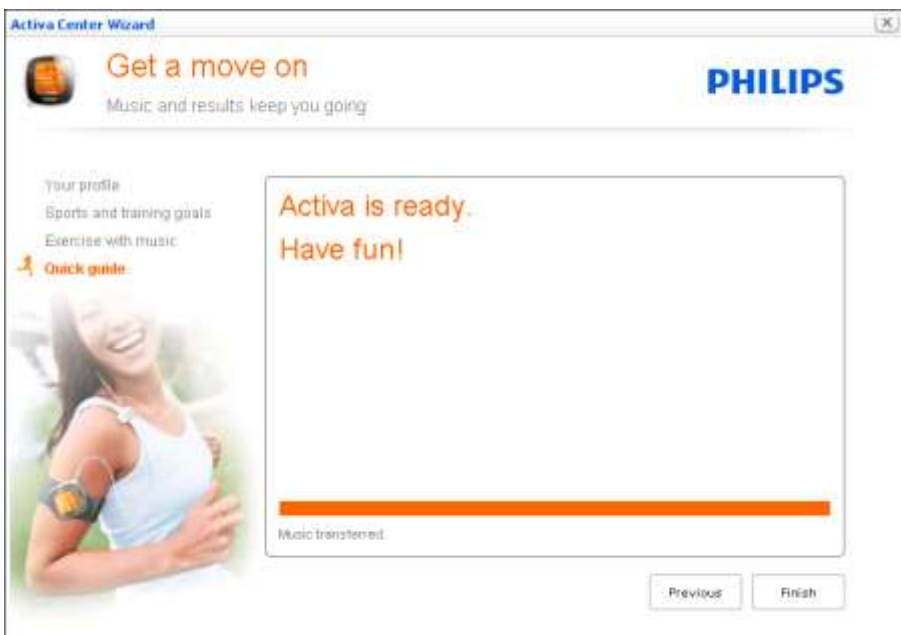 Activa Center Wizard
Get a move on
PHILIPS
Music and results keep you going
Your profile
Sports and training goals
Exercise with music
Quick guide
Activa is ready.
Have fun!
Music transferred.
Previous
Finish